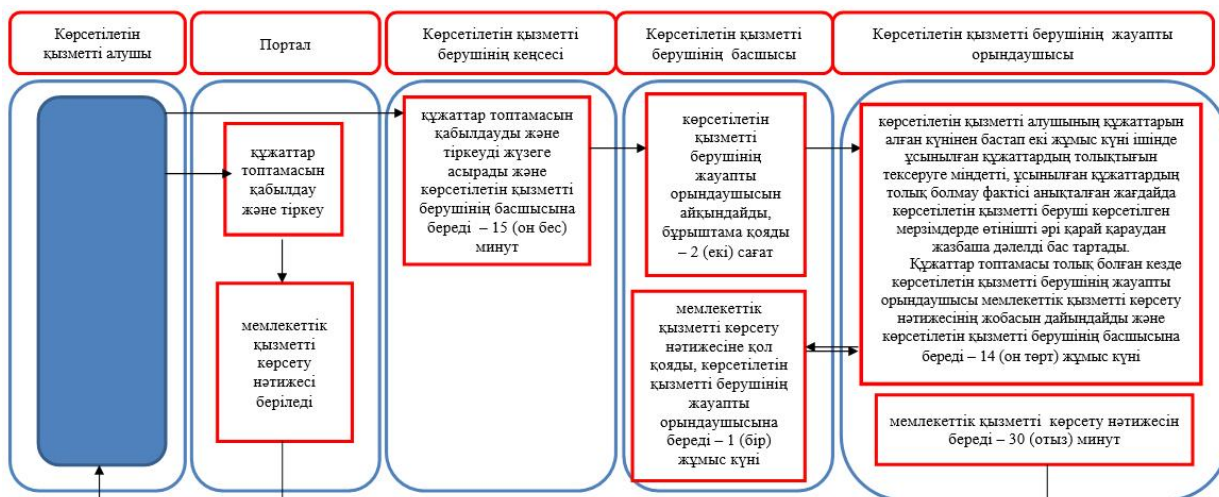 Көрсетілетін
қызметті алушы
Портал
Көрсетілетін қызметті
берушінің кеңсесі
Көрсетілетін қызметті
берушінің басшысы
Көрсетілетін қызметті берушінің жауапты
орындаушысы
құжаттар
топтамасын
қабылдау
және тіркеу
мемлекеттік
қызметті
көрсету
нәтижесі
беріледі
құжаттар топтамасын
қабылдауды және
тіркеуді жүзеге
асырады және
көрсетілетін қызметті
берушінің басшысына
береді – 15 (он бес)
минут
көрсетілетін
қызметті
берушінің
жауапты
орындаушысын
айқындайды,
бұрыштама қояды
– 2 (екі) сағат
мемлекеттік
қызметті көрсету
нәтижесіне қол
қояды, көрсетілетін
қызметті берушінің
жауапты
орындаушысына
береді – 1 (бір)
жұмыс күні
көрсетілетін қызметті алушының құжаттарын
алған күнінен бастап екі жұмыс күні ішінде
ұсынылған құжаттардың толықтығын
тексеруге міндетті, ұсынылған құжаттардың
толық болмау фактісі анықталған жағдайда
көрсетілетін қызметті беруші көрсетілген
мерзімдерде өтінішті әрі қарай қараудан
жазбаша дәлелді бас тартады.
Құжаттар топтамасы толық болған кезде
көрсетілетін қызметті берушінің жауапты
орындаушысы мемлекеттік қызметті көрсету
нәтижесінің жобасын дайындайды және
көрсетілетін қызметті берушінің басшысына
береді – 14 (он төрт) жұмыс күні
мемлекеттік қызметті көрсету нәтижесін
береді – 30 (отыз) минут